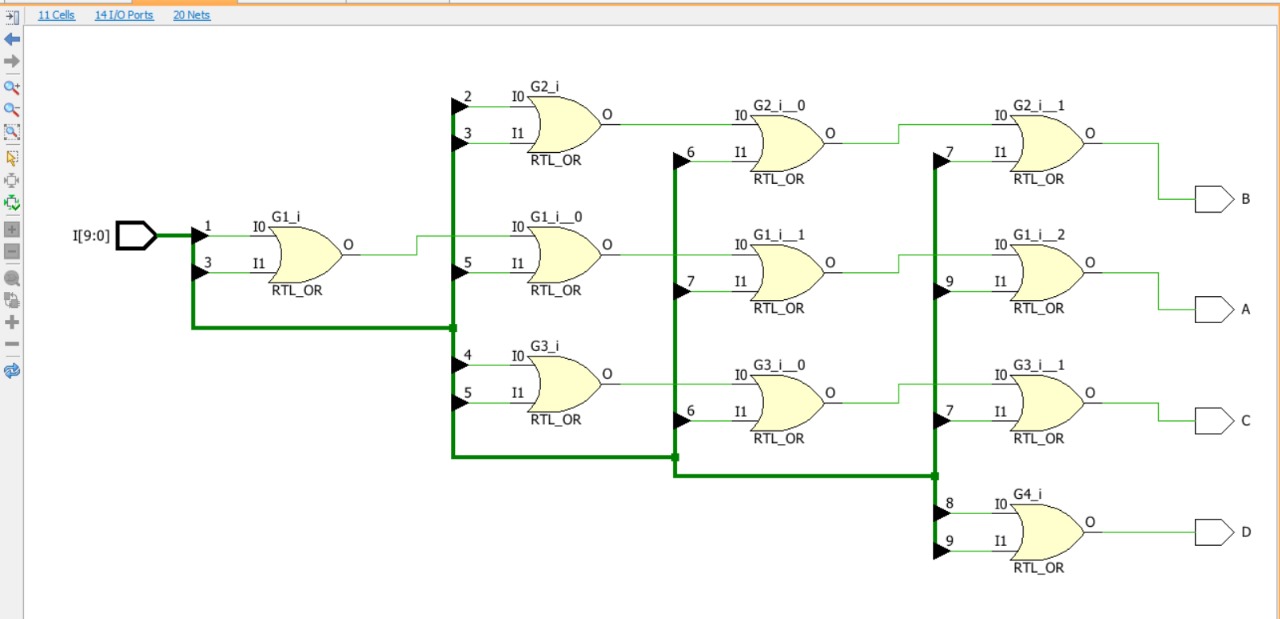 11 Cells 14 I/O Ports 20 Nets
G2_i
2 I0 O
3 I1
RTL_OR
G2_i__0
I0 O
6 I1
RTL_OR
G2_i__1
I0 O
7 I1
RTL_OR
B
I[9:0]
G1_i
1 I0 O
3 I1
RTL_OR
G1_i__0
I0 O
5 I1
RTL_OR
G1_i__1
I0 O
7 I1
RTL_OR
G1_i__2
I0 O
9 I1
RTL_OR
A
G3_i
4 I0 O
5 I1
RTL_OR
G3_i__0
I0 O
6 I1
RTL_OR
G3_i__1
I0 O
7 I1
RTL_OR
C
G4_i
8 I0 O
9 I1
RTL_OR
D